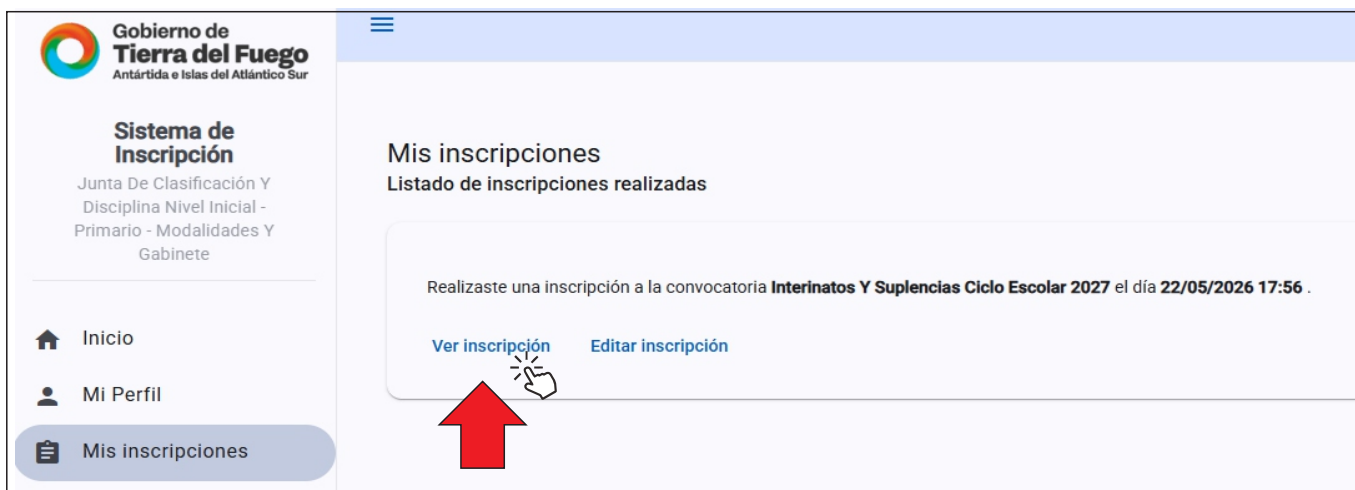 Gobierno de
Tierra del Fuego
Antártida e Islas del Atlántico Sur
Sistema de
Inscripción
Junta De Clasificación Y
Disciplina Nivel Inicial -
Primario - Modalidades Y
Gabinete
Inicio
Mi Perfil
Mis inscripciones
Mis inscripciones
Listado de inscripciones realizadas
Realizaste una inscripción a la convocatoria Interinatos Y Suplencias Ciclo Escolar 2027 el día 22/05/2026 17:56 .
Ver inscripción Editar inscripción